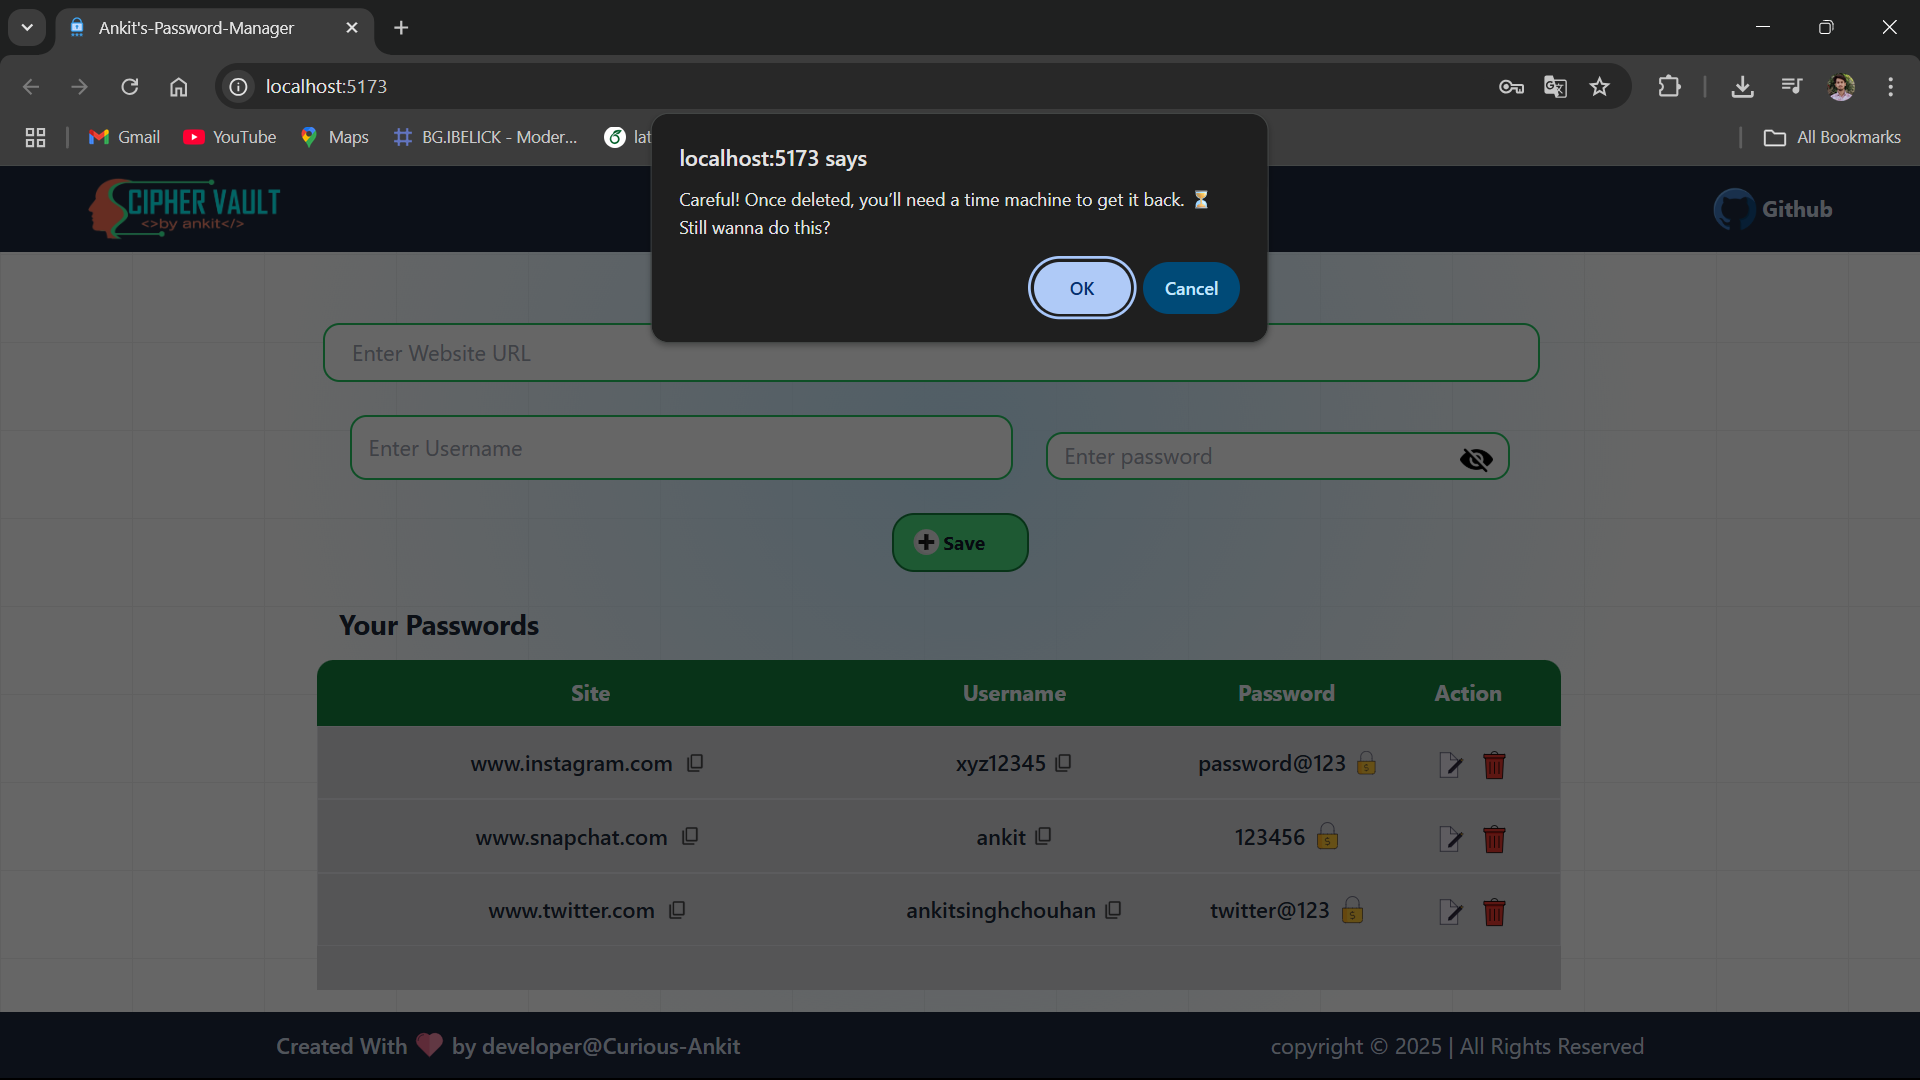 Ankit's-Password-Manager
localhost:5173
Gmail YouTube Maps BG.IBELICK - Moder... lat All Bookmarks
localhost:5173 says
Careful! Once deleted, you’ll need a time machine to get it back. ⌛
Still wanna do this?
OK Cancel
CIPHER VAULT
<>by ankit</>
Github
Enter Website URL
Enter Username Enter password
Save
Your Passwords
Site Username Password Action
www.instagram.com xyz12345 password@123
www.snapchat.com ankit 123456
www.twitter.com ankitsinghchouhan twitter@123
Created With ❤ by developer@Curious-Ankit copyright © 2025 | All Rights Reserved